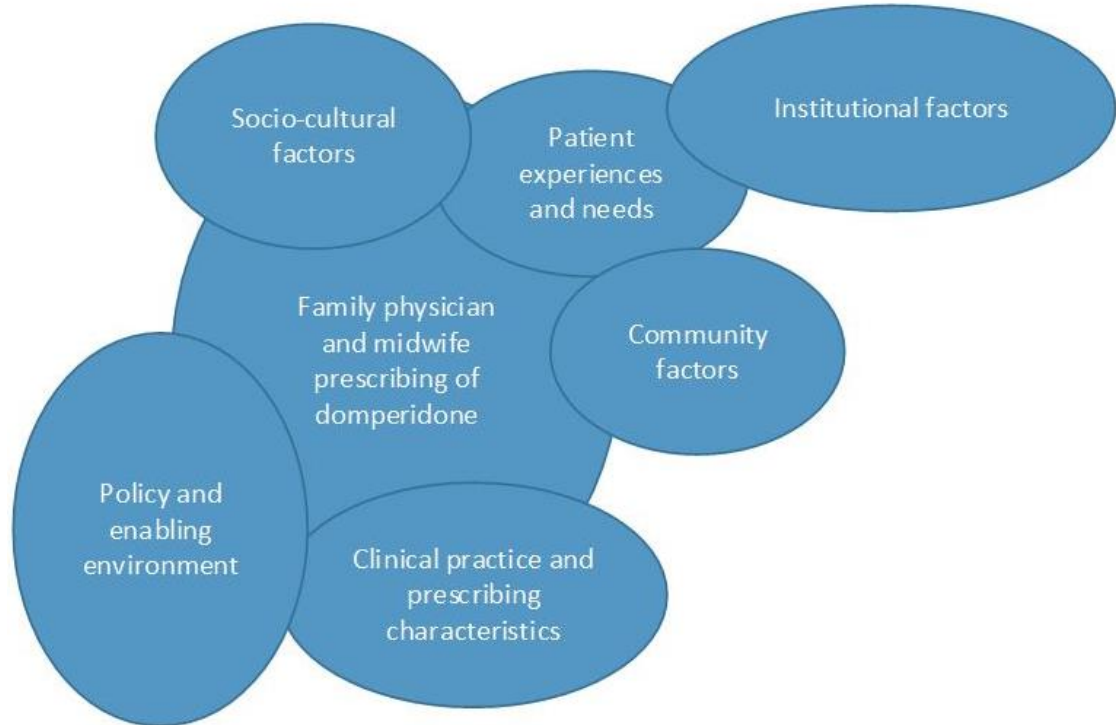 Socio-cultural
factors
Patient
experiences
and needs
Institutional factors
Family physician
and midwife
prescribing of
domperidone
Community
factors
Policy and
enabling
environment
Clinical practice and
prescribing
characteristics